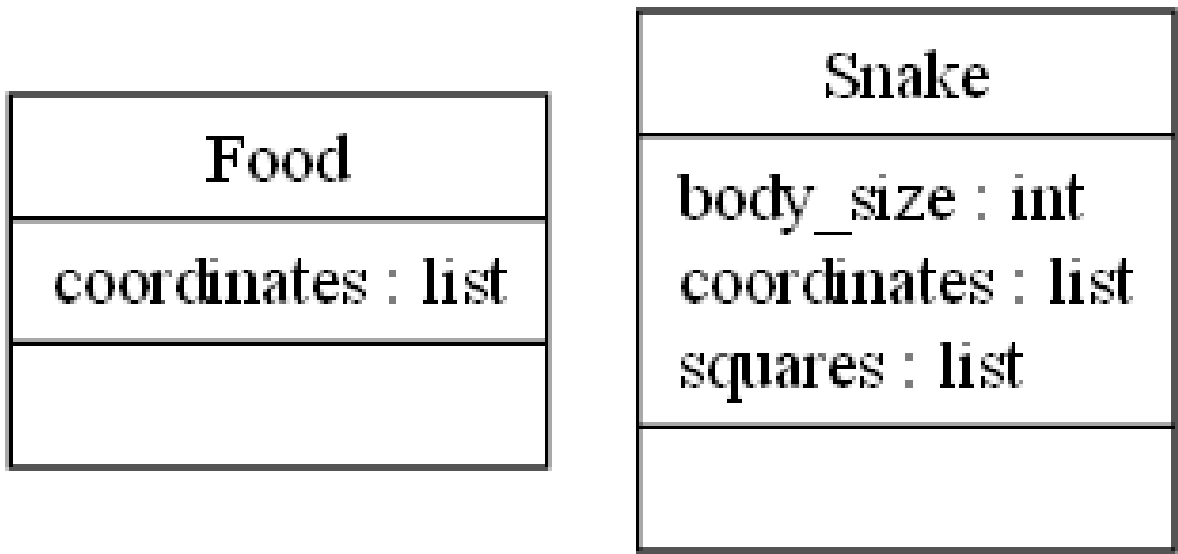 Food
coordinates : list
Snake
body_size : int
coordinates : list
squares : list